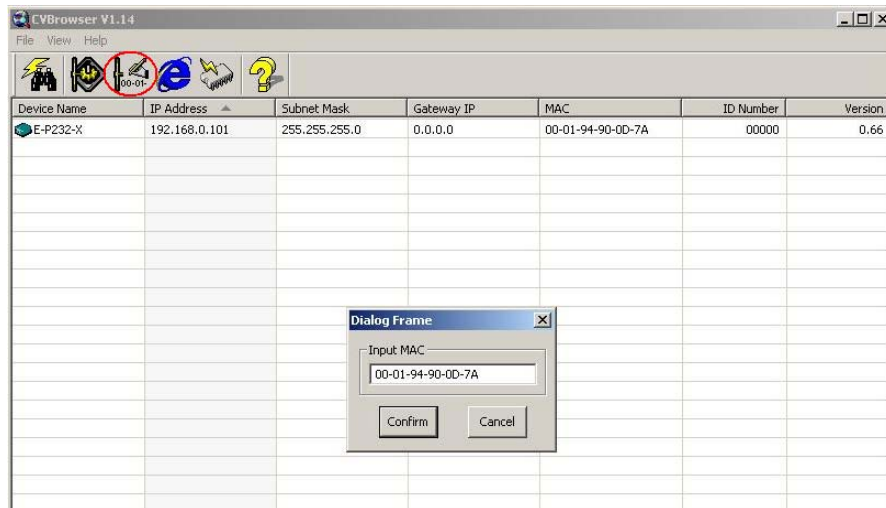 CVBrowser V1.14
File View Help
00-01-
Device Name IP Address Subnet Mask Gateway IP MAC ID Number Version
E-P232-X 192.168.0.101 255.255.255.0 0.0.0.0 00-01-94-90-0D-7A 00000 0.66
Dialog Frame
Input MAC
00-01-94-90-0D-7A
Confirm Cancel